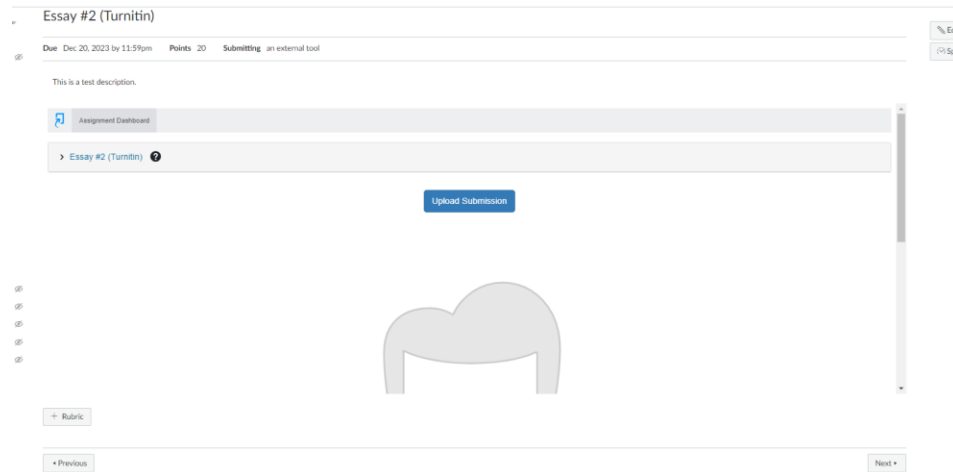 Essay #2 (Turnitin)
Due Dec 20, 2023 by 11:59pm Points 20 Submitting an external tool
This is a test description.
Assignment Dashboard
Essay #2 (Turnitin) ?
Upload Submission
+ Rubric
◂ Previous
Next ▸